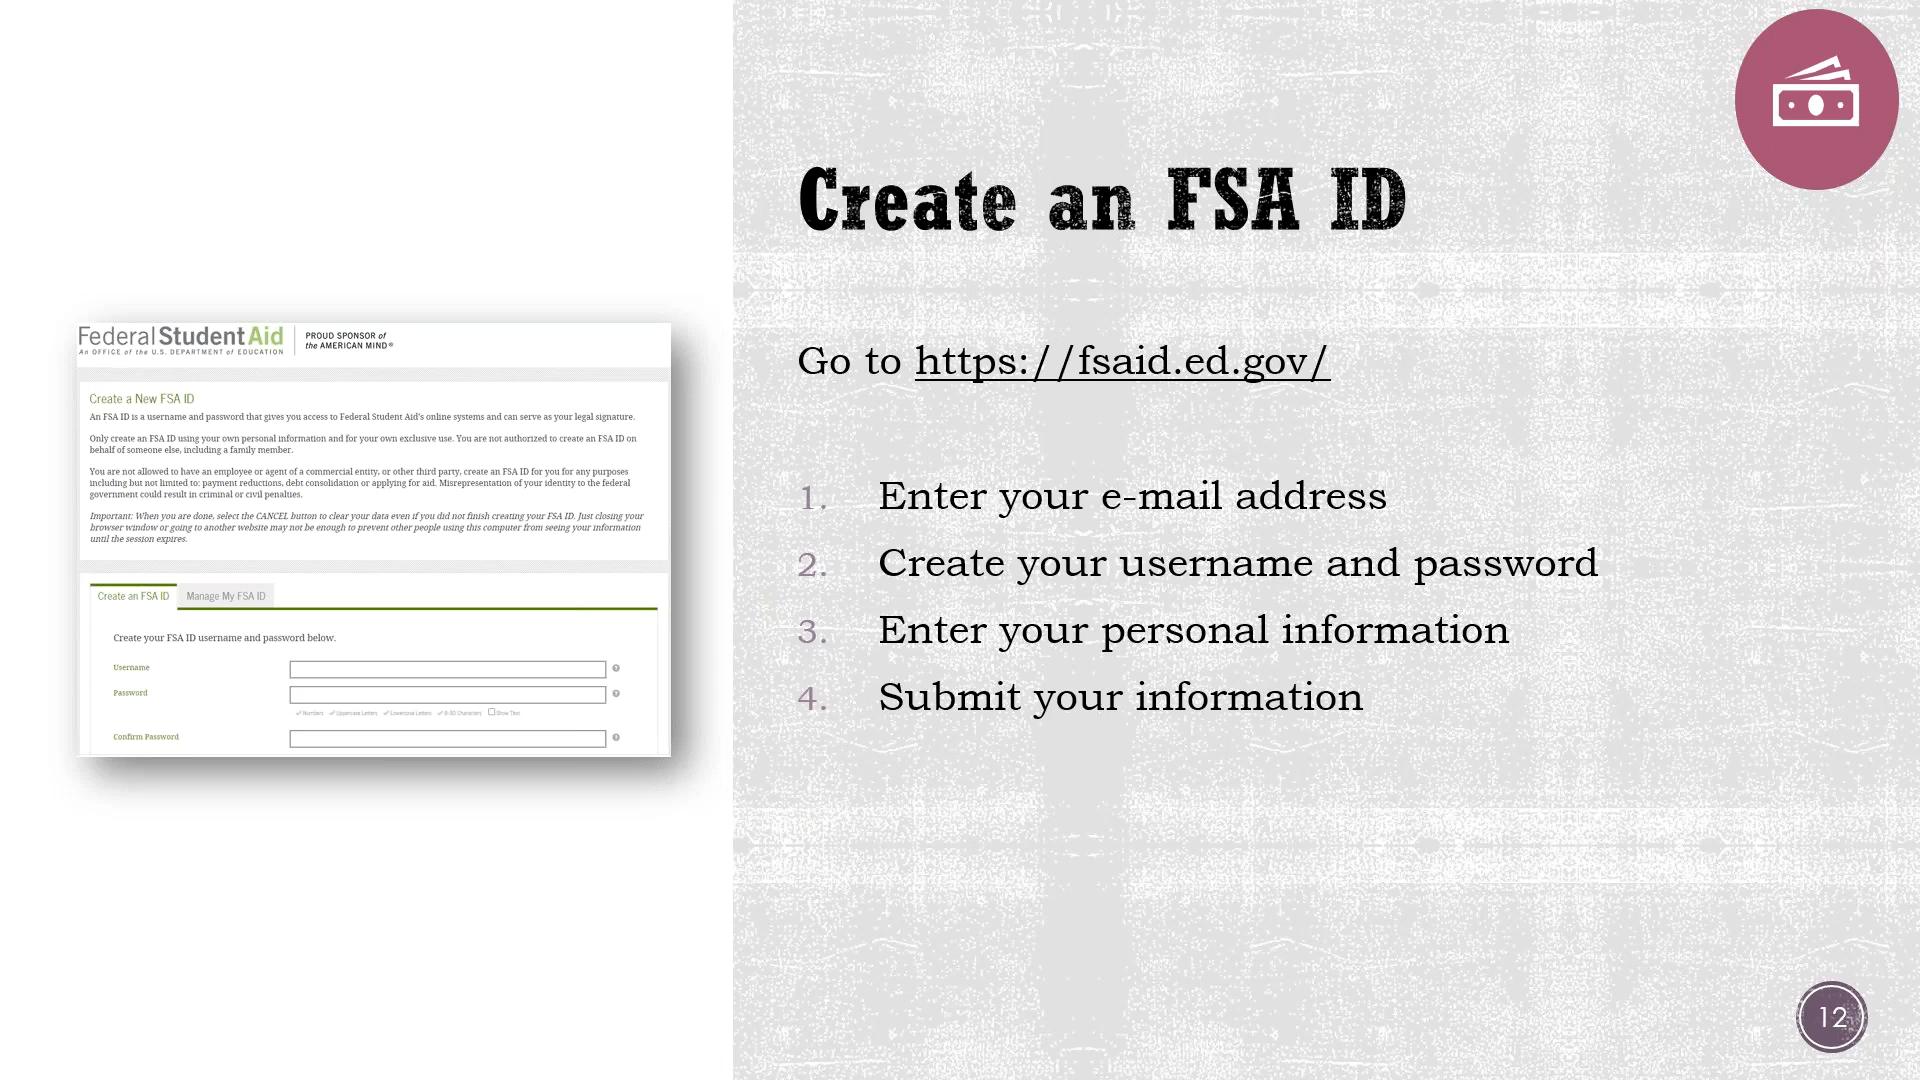 Federal Student Aid
An OFFICE of the U.S. DEPARTMENT of EDUCATION
PROUD SPONSOR of
the AMERICAN MIND®
Create a New FSA ID
An FSA ID is a username and password that gives you access to Federal Student Aid's online systems and can serve as your legal signature.
Only create an FSA ID using your own personal information and for your own exclusive use. You are not authorized to create an FSA ID on
behalf of someone else, including a family member.
You are not allowed to have an employee or agent of a commercial entity, or other third party, create an FSA ID for you for any purposes
including but not limited to: payment reductions, debt consolidation or applying for aid. Misrepresentation of your identity to the federal
government could result in criminal or civil penalties.
Important: When you are done, select the CANCEL button to clear your data even if you did not finish creating your FSA ID. Just closing your
browser window or going to another website may not be enough to prevent other people using this computer from seeing your information
until the session expires.
Create an FSA ID Manage My FSA ID
Create your FSA ID username and password below.
Username
Password
Numbers Uppercase Letters Lowercase Letters 8-30 Characters Show Text
Confirm Password
Create an FSA ID
Go to https://fsaid.ed.gov/
1. Enter your e-mail address
2. Create your username and password
3. Enter your personal information
4. Submit your information
12